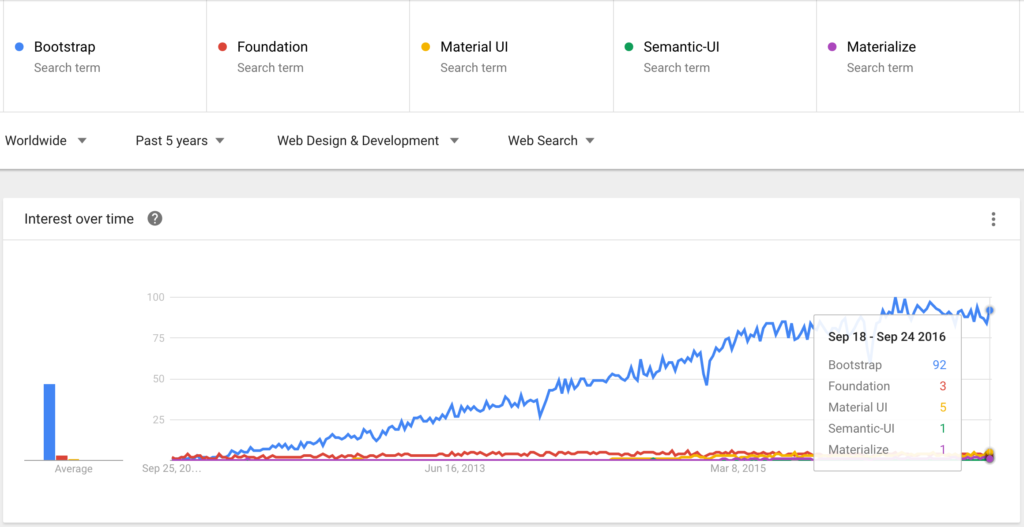 Bootstrap
Search term
Foundation
Search term
Material UI
Search term
Semantic-UI
Search term
Materialize
Search term
Worldwide
Past 5 years
Web Design & Development
Web Search
Interest over time
?
100
75
50
25
Average
Sep 25, 20...
Jun 16, 2013
Mar 8, 2015
Sep 18 - Sep 24 2016
Bootstrap 92
Foundation 3
Material UI 5
Semantic-UI 1
Materialize 1